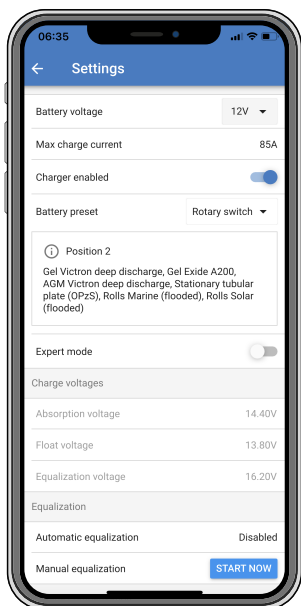 06:35
Settings
Battery voltage 12V
Max charge current 85A
Charger enabled
Battery preset Rotary switch
Position 2
Gel Victron deep discharge, Gel Exide A200,
AGM Victron deep discharge, Stationary tubular
plate (OPzS), Rolls Marine (flooded), Rolls Solar
(flooded)
Expert mode
Charge voltages
Absorption voltage 14.40V
Float voltage 13.80V
Equalization voltage 16.20V
Equalization
Automatic equalization Disabled
Manual equalization START NOW